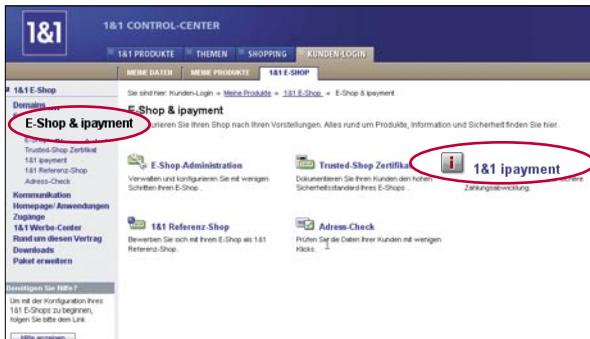 1&1
1&1 CONTROL-CENTER
1&1 PRODUKTE THEMEN SHOPPING KUNDEN-LOGIN
MEINE DATEN MEINE PRODUKTE 1&1 E-SHOP
1&1 E-Shop
Domains
E-Shop & ipayment
Trusted-Shop Zertifikat
1&1 ipayment
1&1 Referenz-Shop
Adress-Check
Kommunikation
Homepage/ Anwendungen
Zugänge
1&1 Werbe-Center
Rund um diesen Vertrag
Downloads
Paket erweitern
Benötigen Sie Hilfe?
Um mit der Konfiguration Ihres
1&1 E-Shops zu beginnen,
folgen Sie bitte dem Link
Hilfe anzeigen
Sie sind hier: Kunden-Login Meine Produkte 1&1 E-Shop E-Shop & ipayment
E-Shop & ipayment
urieren Sie Ihren Shop nach Ihren Vorstellungen. Alles rund um Produkte, Information und Sicherheit finden Sie hier.
E-Shop-Administration
Verwalten und konfigurieren Sie mit wenigen
Schritten Ihren E-Shop.
Trusted-Shop Zertifika
Dokumentieren Sie Ihren Kunden den hohen
Sicherheitsstandard Ihres E-Shops.
1&1 ipayment
sichere
Zahlungsabwicklung.
1&1 Referenz-Shop
Bewerben Sie sich mit Ihrem E-Shop als 1&1
Referenz-Shop.
Adress-Check
Prüfen Sie die Daten Ihrer Kunden mit wenigen
Klicks.